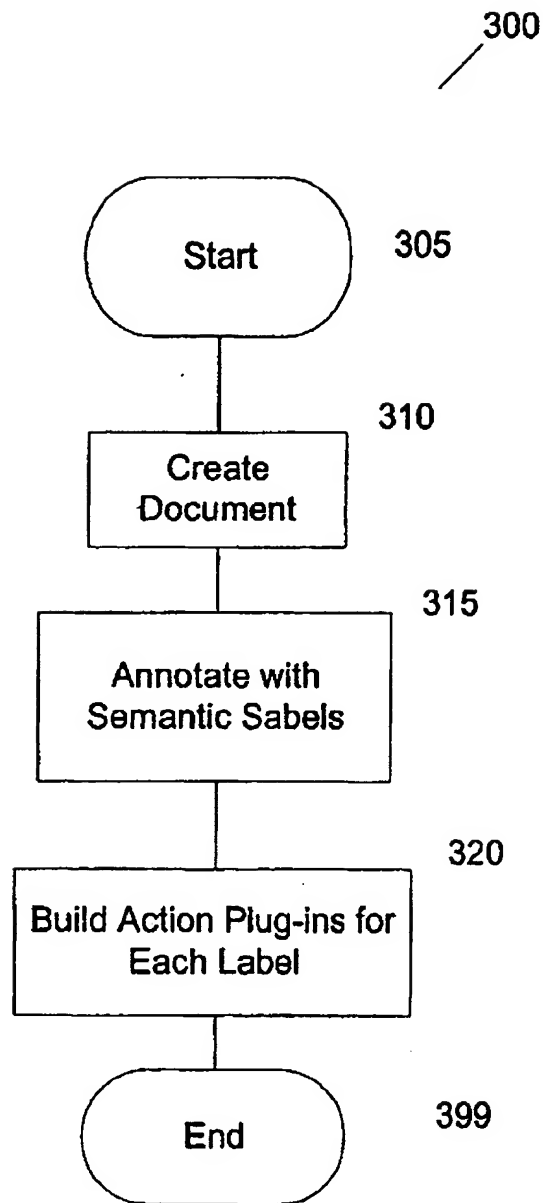 300
Start
305
310
Create
Document
315
Annotate with
Semantic Sabels
320
Build Action Plug-ins for
Each Label
End
399